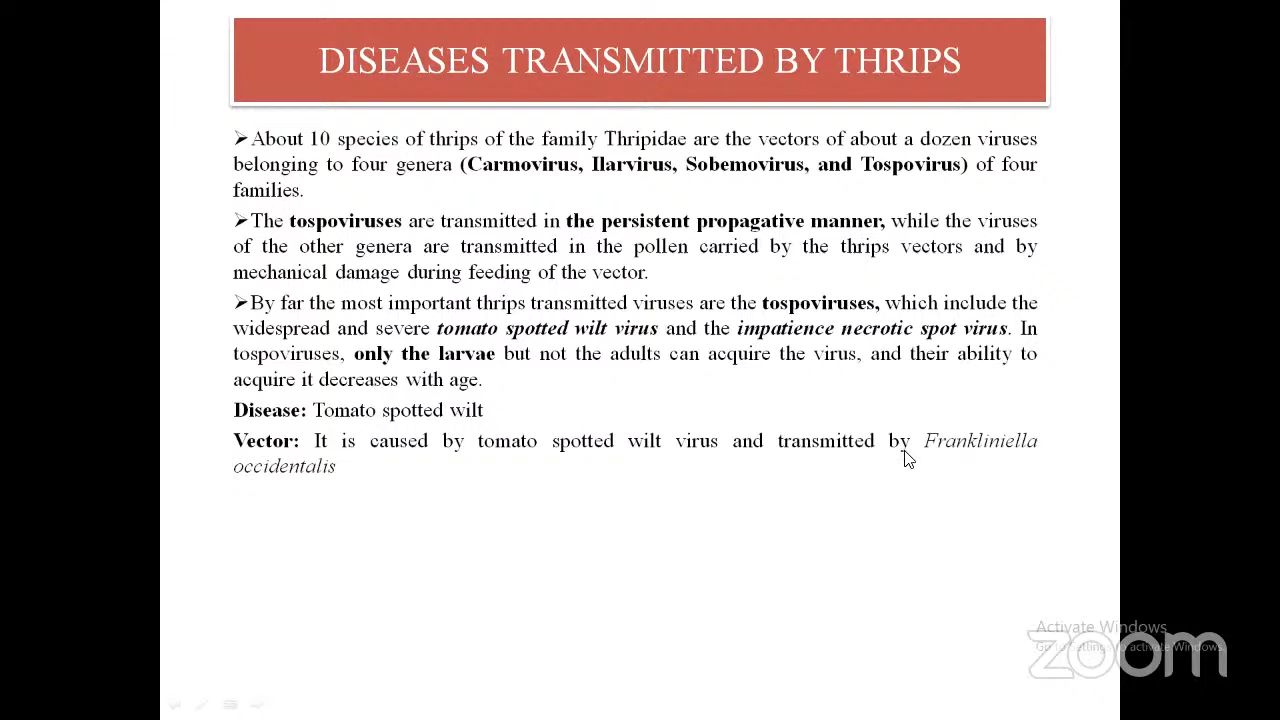 DISEASES TRANSMITTED BY THRIPS
➢About 10 species of thrips of the family Thripidae are the vectors of about a dozen viruses
belonging to four genera (Carmovirus, Ilarvirus, Sobemovirus, and Tospovirus) of four
families.
➢The tospoviruses are transmitted in the persistent propagative manner, while the viruses
of the other genera are transmitted in the pollen carried by the thrips vectors and by
mechanical damage during feeding of the vector.
➢By far the most important thrips transmitted viruses are the tospoviruses, which include the
widespread and severe tomato spotted wilt virus and the impatience necrotic spot virus. In
tospoviruses, only the larvae but not the adults can acquire the virus, and their ability to
acquire it decreases with age.
Disease: Tomato spotted wilt
Vector: It is caused by tomato spotted wilt virus and transmitted by Frankliniella
occidentalis
Activate Windows
Go to Settings to activate Windows.
zoom